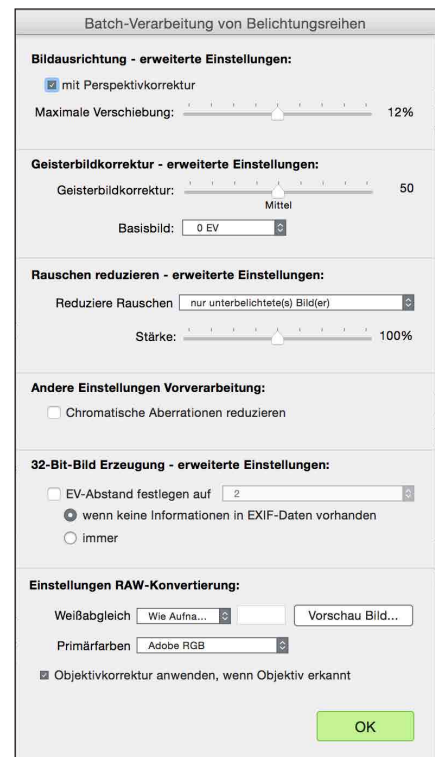 Batch-Verarbeitung von Belichtungsreihen
Bildausrichtung - erweiterte Einstellungen:
mit Perspektivkorrektur
Maximale Verschiebung: 12%
Geisterbildkorrektur - erweiterte Einstellungen:
Geisterbildkorrektur: 50
Mittel
Basisbild: 0 EV
Rauschen reduzieren - erweiterte Einstellungen:
Reduziere Rauschen nur unterbelichtete(s) Bild(er)
Stärke: 100%
Andere Einstellungen Vorverarbeitung:
Chromatische Aberrationen reduzieren
32-Bit-Bild Erzeugung - erweiterte Einstellungen:
EV-Abstand festlegen auf 2
wenn keine Informationen in EXIF-Daten vorhanden
immer
Einstellungen RAW-Konvertierung:
Weißabgleich Wie Aufna... Vorschau Bild...
Primärfarben Adobe RGB
Objektivkorrektur anwenden, wenn Objektiv erkannt
OK